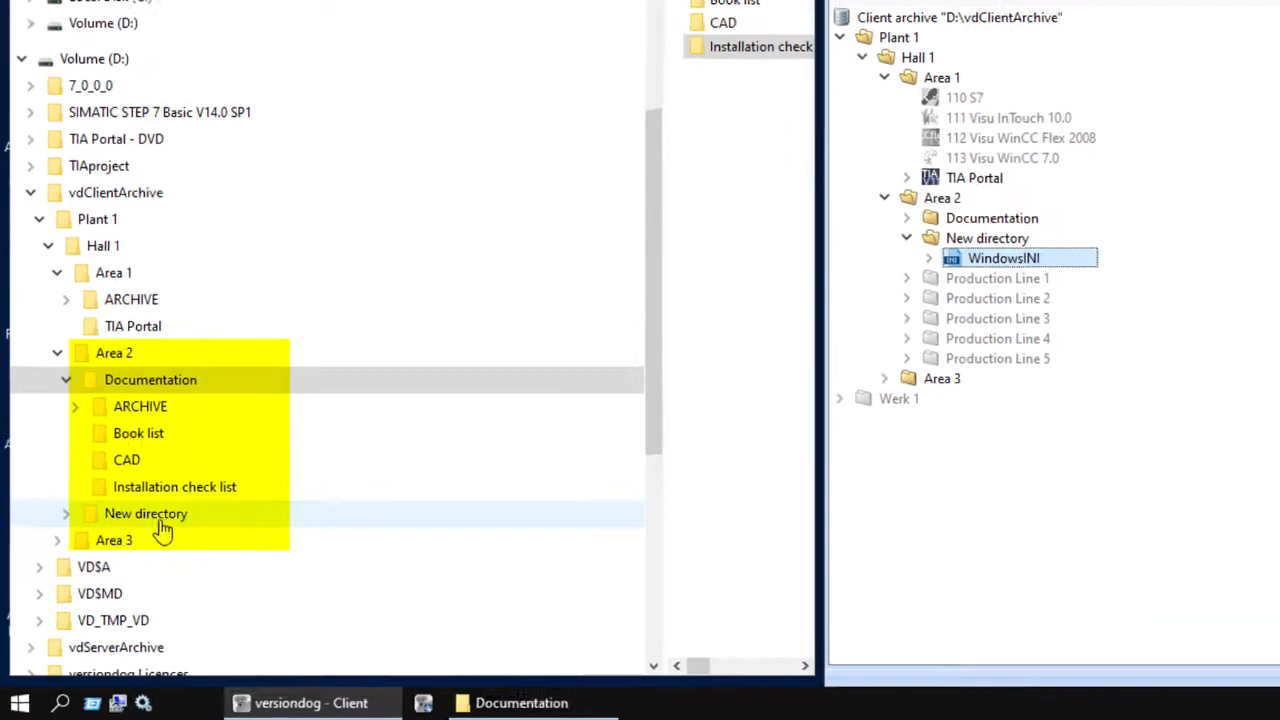 Volume (D:)
Volume (D:)
7_0_0_0
SIMATIC STEP 7 Basic V14.0 SP1
TIA Portal - DVD
TIAproject
vdClientArchive
Plant 1
Hall 1
Area 1
ARCHIVE
TIA Portal
Area 2
Documentation
ARCHIVE
Book list
CAD
Installation check list
New directory
Area 3
VD$A
VD$MD
VD_TMP_VD
vdServerArchive
versiondog Licences
Book list
CAD
Installation check
Client archive "D:\vdClientArchive"
Plant 1
Hall 1
Area 1
110 S7
111 Visu InTouch 10.0
112 Visu WinCC Flex 2008
113 Visu WinCC 7.0
TIA Portal
Area 2
Documentation
New directory
WindowsINI
Production Line 1
Production Line 2
Production Line 3
Production Line 4
Production Line 5
Area 3
Werk 1
versiondog - Client
Documentation